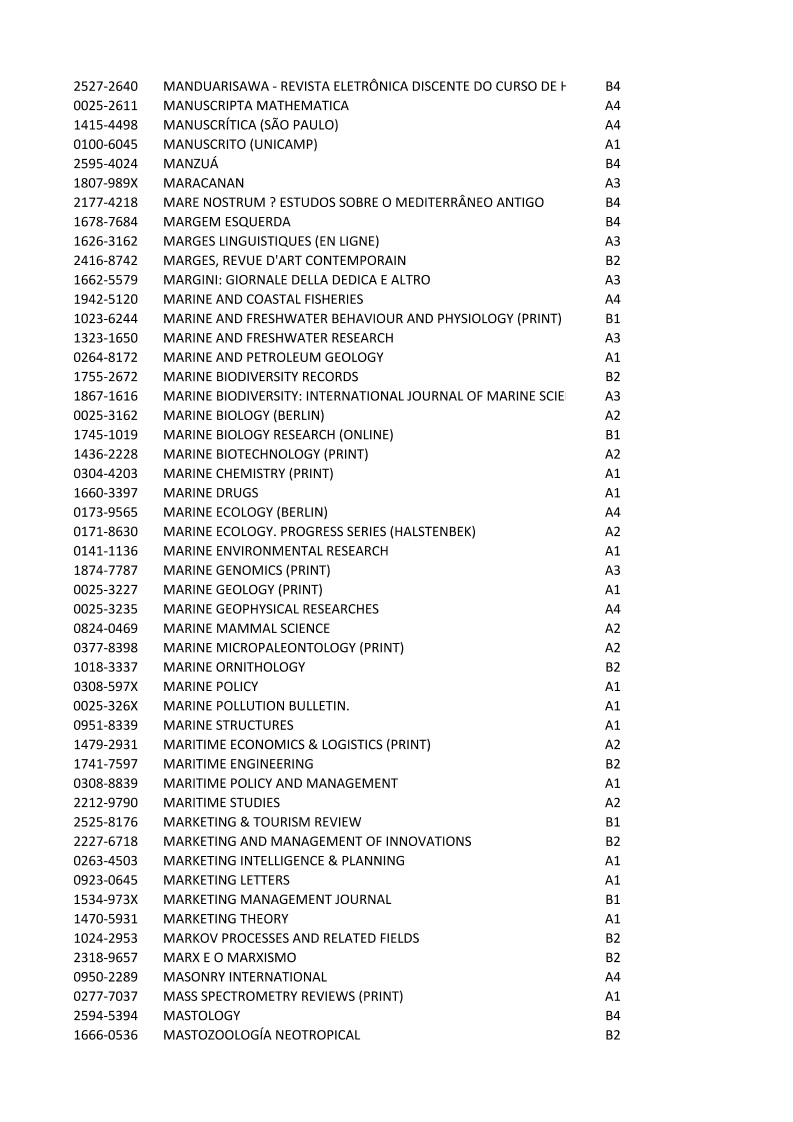 2527-2640 MANDUARISAWA - REVISTA ELETRÔNICA DISCENTE DO CURSO DE H B4
0025-2611 MANUSCRIPTA MATHEMATICA A4
1415-4498 MANUSCRÍTICA (SÃO PAULO) A4
0100-6045 MANUSCRITO (UNICAMP) A1
2595-4024 MANZUÁ B4
1807-989X MARACANAN A3
2177-4218 MARE NOSTRUM ? ESTUDOS SOBRE O MEDITERRÂNEO ANTIGO B4
1678-7684 MARGEM ESQUERDA B4
1626-3162 MARGES LINGUISTIQUES (EN LIGNE) A3
2416-8742 MARGES, REVUE D'ART CONTEMPORAIN B2
1662-5579 MARGINI: GIORNALE DELLA DEDICA E ALTRO A3
1942-5120 MARINE AND COASTAL FISHERIES A4
1023-6244 MARINE AND FRESHWATER BEHAVIOUR AND PHYSIOLOGY (PRINT) B1
1323-1650 MARINE AND FRESHWATER RESEARCH A3
0264-8172 MARINE AND PETROLEUM GEOLOGY A1
1755-2672 MARINE BIODIVERSITY RECORDS B2
1867-1616 MARINE BIODIVERSITY: INTERNATIONAL JOURNAL OF MARINE SCIE A3
0025-3162 MARINE BIOLOGY (BERLIN) A2
1745-1019 MARINE BIOLOGY RESEARCH (ONLINE) B1
1436-2228 MARINE BIOTECHNOLOGY (PRINT) A2
0304-4203 MARINE CHEMISTRY (PRINT) A1
1660-3397 MARINE DRUGS A1
0173-9565 MARINE ECOLOGY (BERLIN) A4
0171-8630 MARINE ECOLOGY. PROGRESS SERIES (HALSTENBEK) A2
0141-1136 MARINE ENVIRONMENTAL RESEARCH A1
1874-7787 MARINE GENOMICS (PRINT) A3
0025-3227 MARINE GEOLOGY (PRINT) A1
0025-3235 MARINE GEOPHYSICAL RESEARCHES A4
0824-0469 MARINE MAMMAL SCIENCE A2
0377-8398 MARINE MICROPALEONTOLOGY (PRINT) A2
1018-3337 MARINE ORNITHOLOGY B2
0308-597X MARINE POLICY A1
0025-326X MARINE POLLUTION BULLETIN. A1
0951-8339 MARINE STRUCTURES A1
1479-2931 MARITIME ECONOMICS & LOGISTICS (PRINT) A2
1741-7597 MARITIME ENGINEERING B2
0308-8839 MARITIME POLICY AND MANAGEMENT A1
2212-9790 MARITIME STUDIES A2
2525-8176 MARKETING & TOURISM REVIEW B1
2227-6718 MARKETING AND MANAGEMENT OF INNOVATIONS B2
0263-4503 MARKETING INTELLIGENCE & PLANNING A1
0923-0645 MARKETING LETTERS A1
1534-973X MARKETING MANAGEMENT JOURNAL B1
1470-5931 MARKETING THEORY A1
1024-2953 MARKOV PROCESSES AND RELATED FIELDS B2
2318-9657 MARX E O MARXISMO B2
0950-2289 MASONRY INTERNATIONAL A4
0277-7037 MASS SPECTROMETRY REVIEWS (PRINT) A1
2594-5394 MASTOLOGY B4
1666-0536 MASTOZOOLOGÍA NEOTROPICAL B2